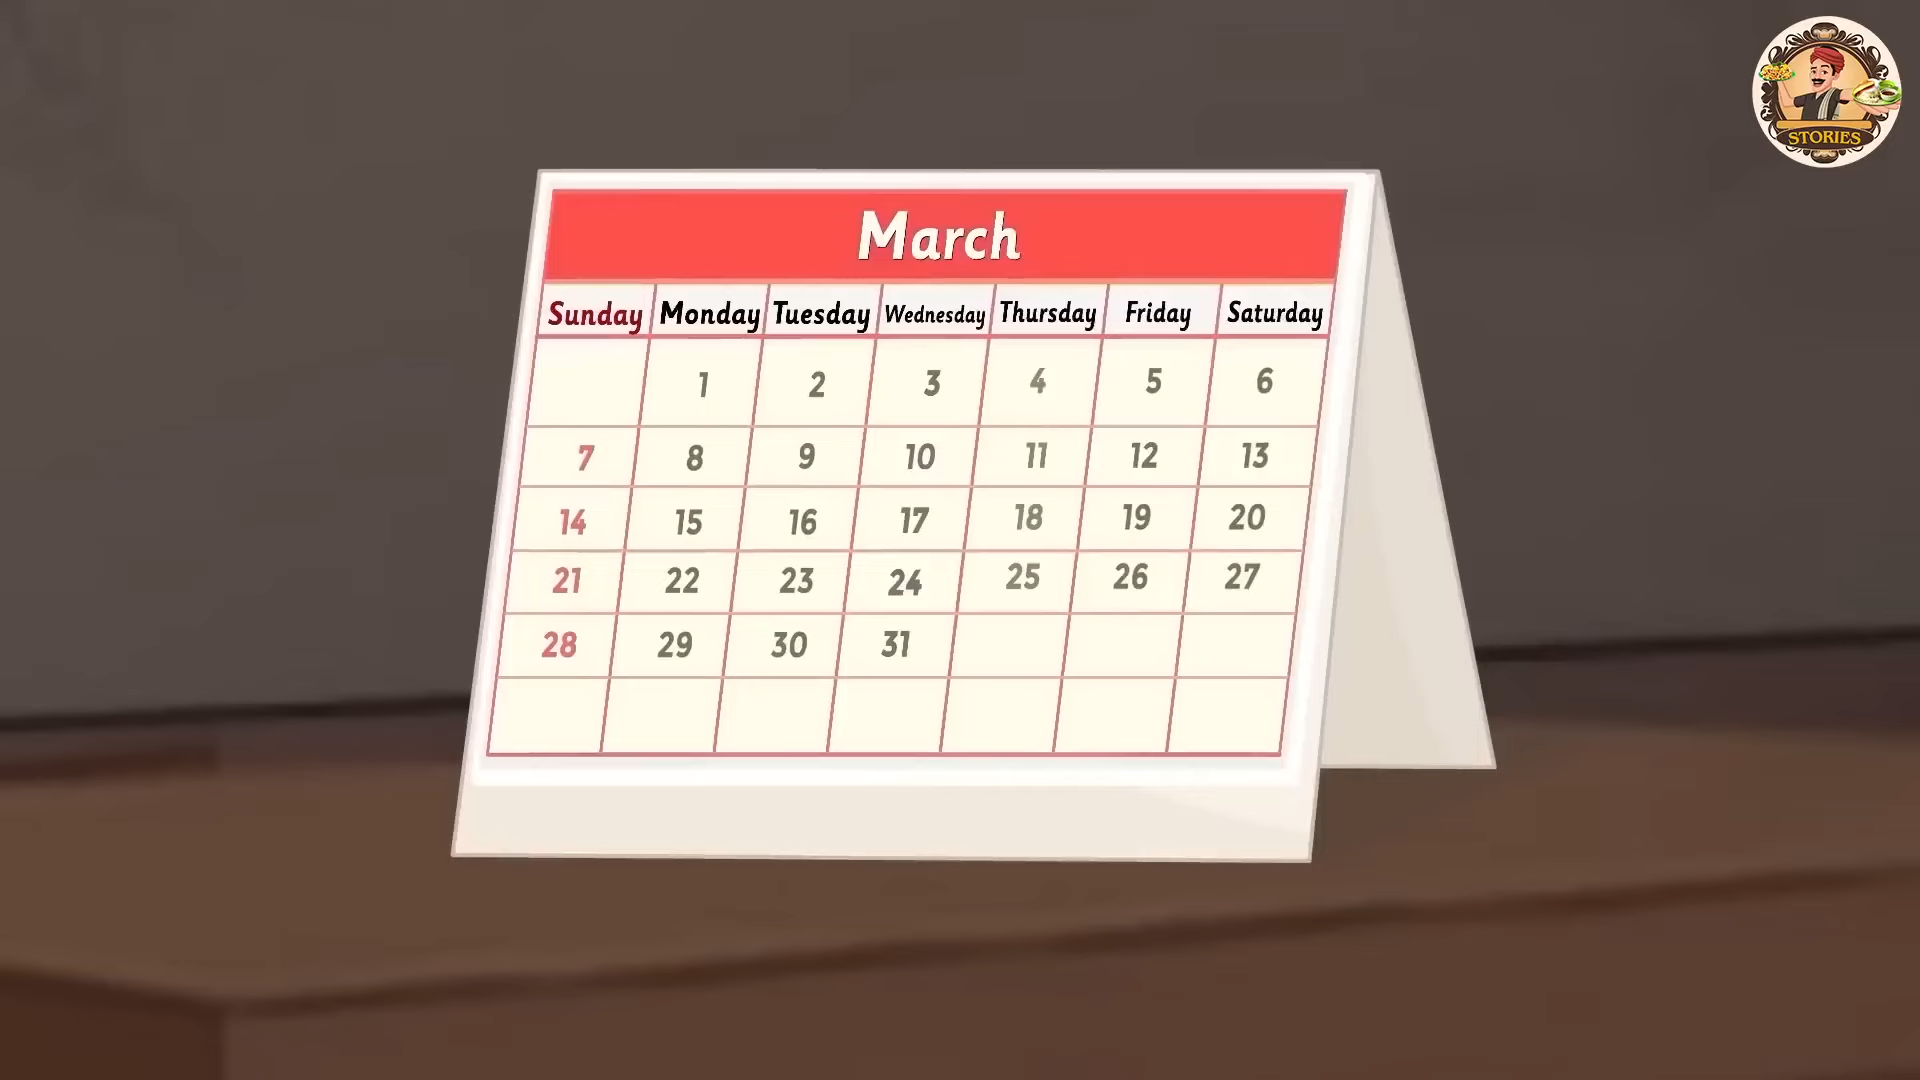 STORIES
March
Sunday Monday Tuesday Wednesday Thursday Friday Saturday
1 2 3 4 5 6
7 8 9 10 11 12 13
14 15 16 17 18 19 20
21 22 23 24 25 26 27
28 29 30 31